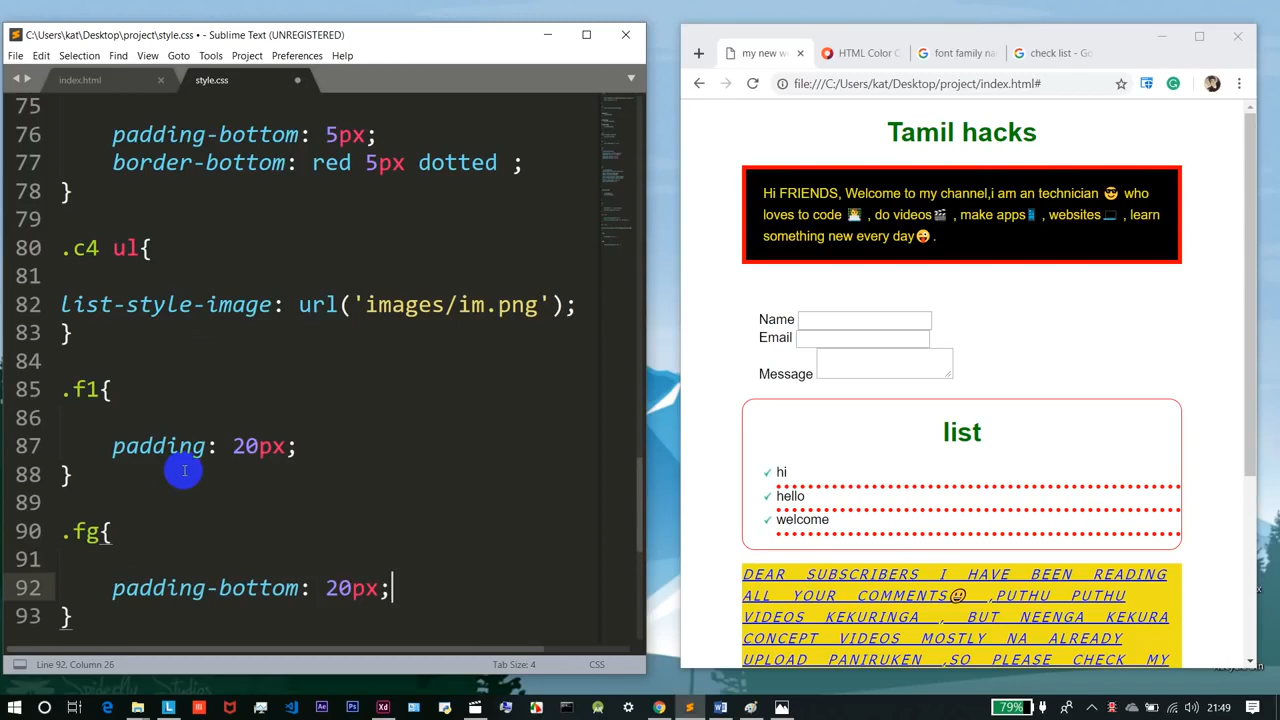 C:\Users\kat\Desktop\project\style.css • - Sublime Text (UNREGISTERED)
File Edit Selection Find View Goto Tools Project Preferences Help
index.html
style.css
75
76 padding-bottom: 5px;
77 border-bottom: red 5px dotted ;
78 }
79
80 .c4 ul{
81
82 list-style-image: url('images/im.png');
83 }
84
85 .f1{
86
87 padding: 20px;
88 }
89
90 .fg{
91
92 padding-bottom: 20px;
93 }
Line 92, Column 26
Tab Size: 4
CSS
my new w
HTML Color C
font family na
check list - Go
file:///C:/Users/kat/Desktop/project/index.html#
Tamil hacks
Hi FRIENDS, Welcome to my channel,i am an technician 😎 who
loves to code 👨‍💻 , do videos🎬 , make apps📱, websites💻 , learn
something new every day😜 .
Name
Email
Message
list
hi
hello
welcome
DEAR SUBSCRIBERS I HAVE BEEN READING
ALL YOUR COMMENTS😃 ,PUTHU PUTHU
VIDEOS KEKURINGA , BUT NEENGA KEKURA
CONCEPT VIDEOS MOSTLY NA ALREADY
UPLOAD PANIRUKEN ,SO PLEASE CHECK MY
Spiderfly Studios
79%
21:49